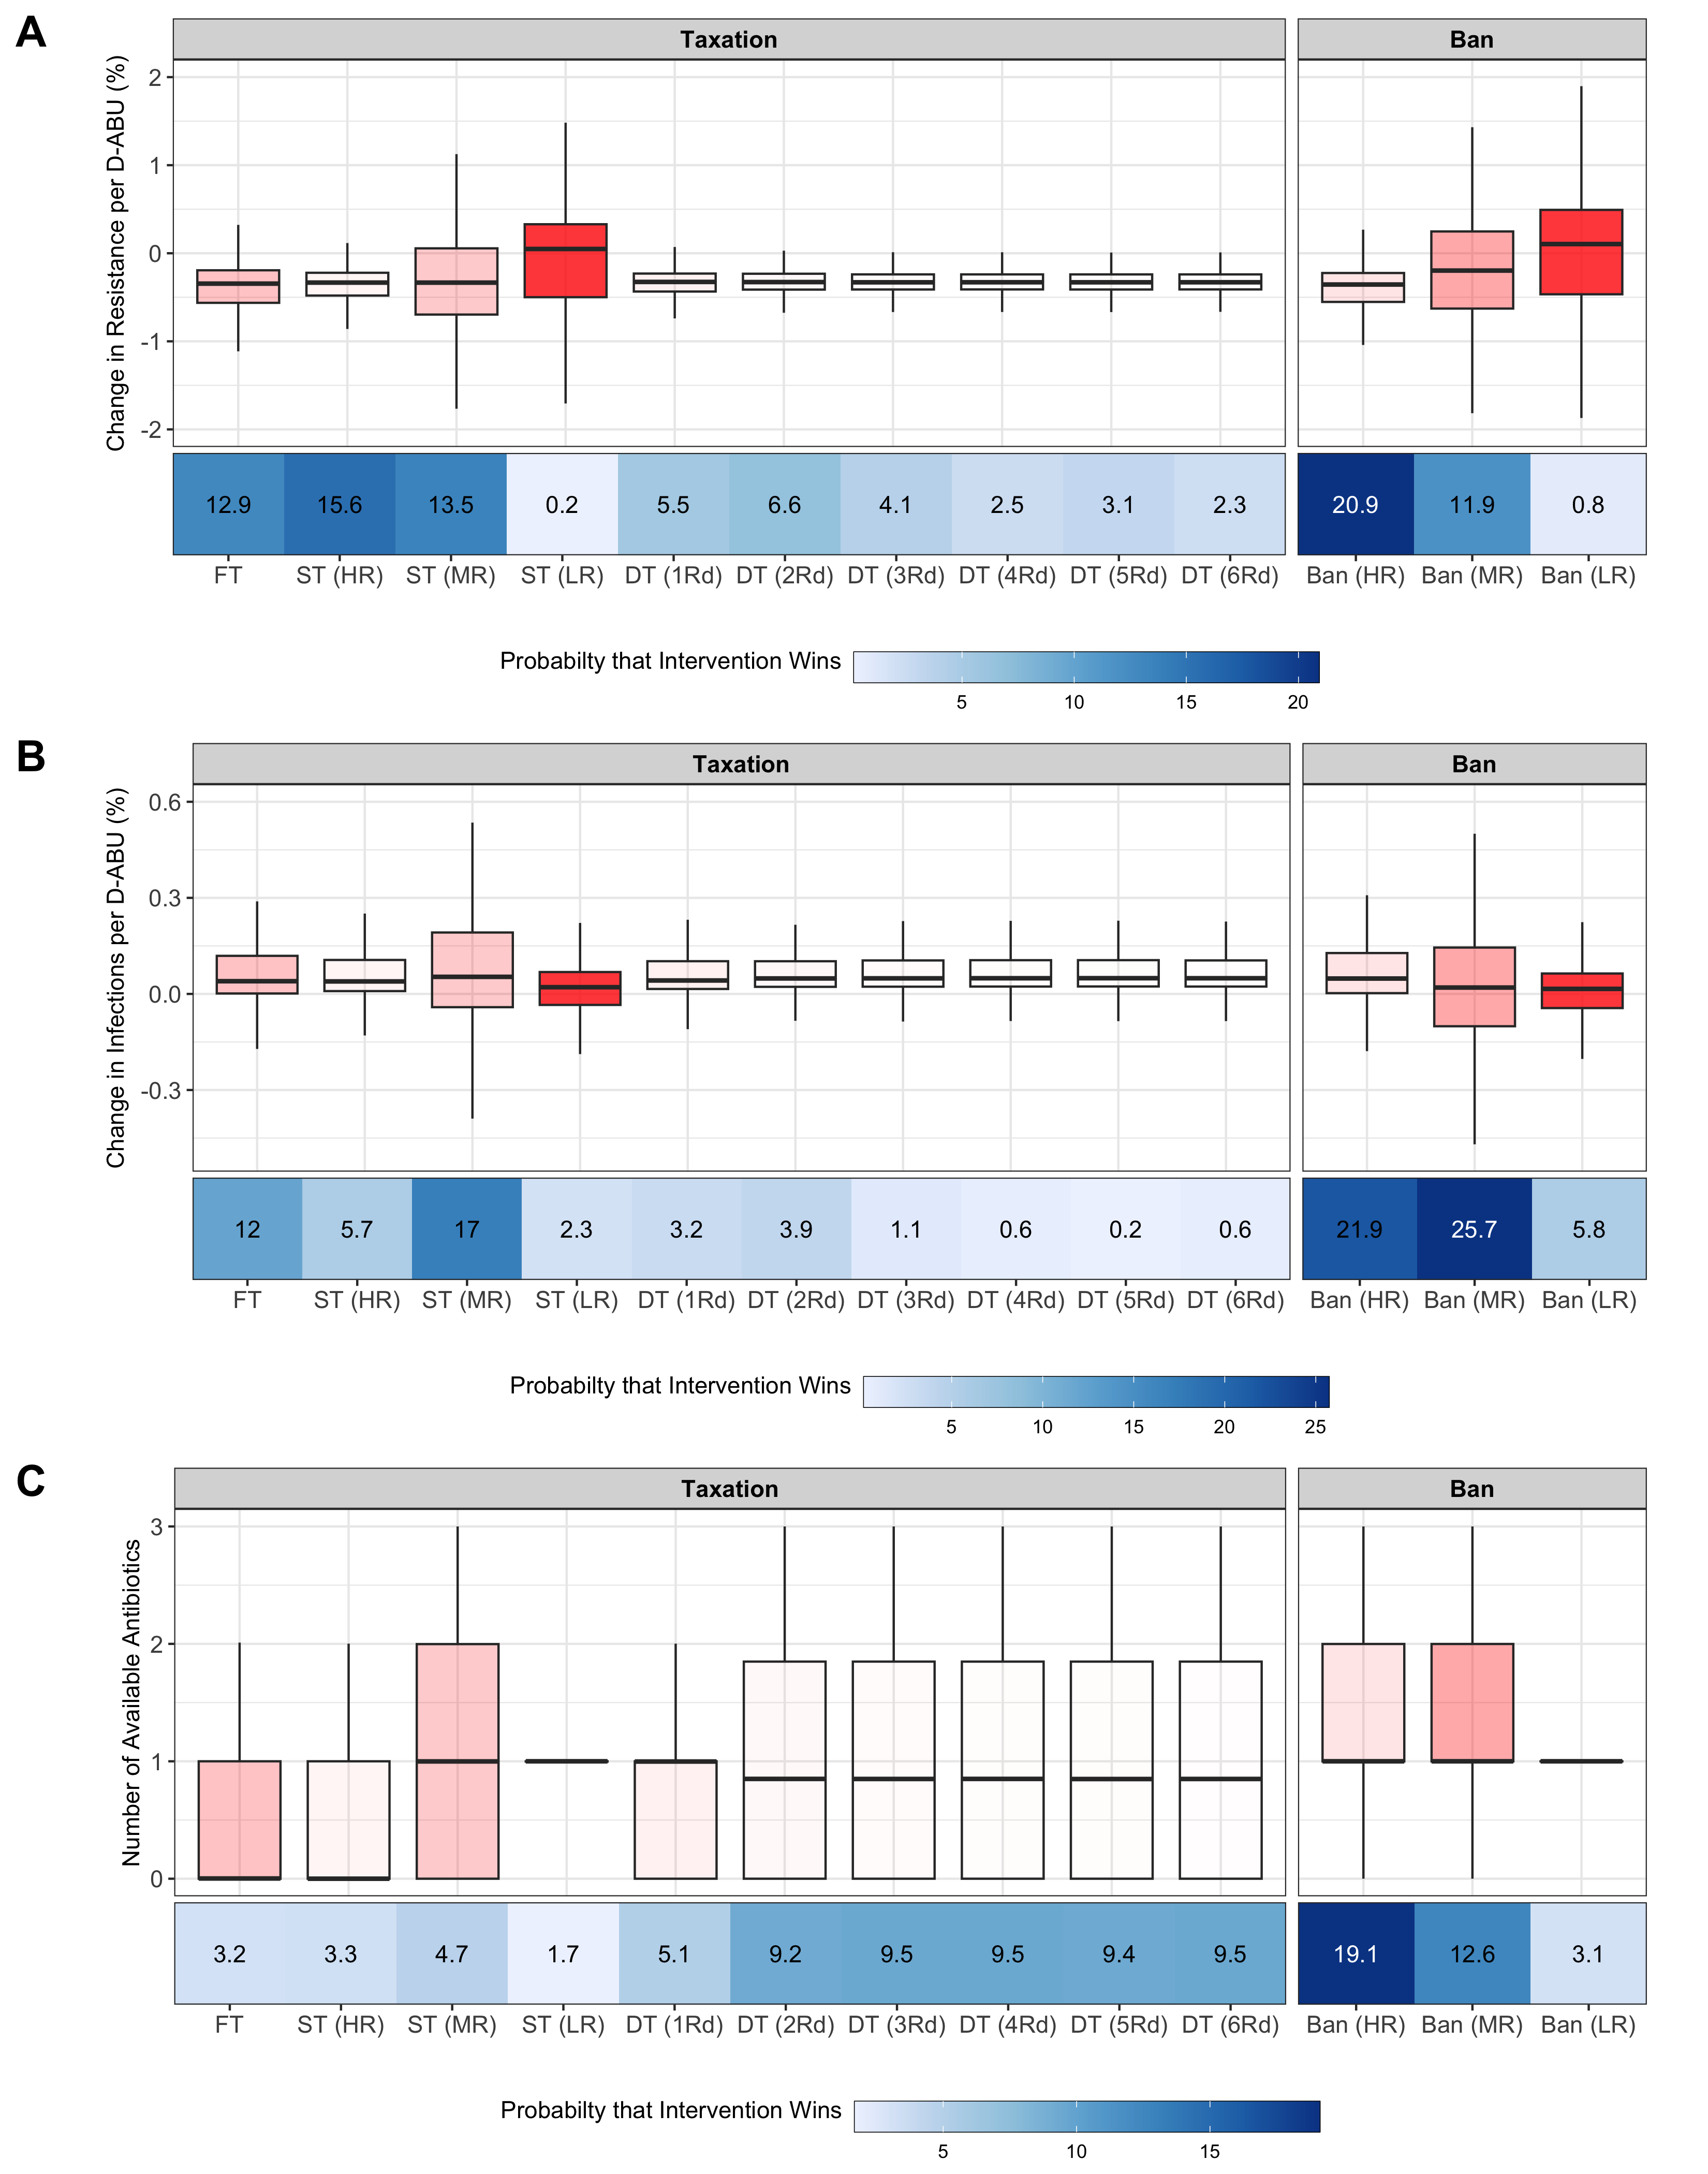 A
Taxation Ban
Change in Resistance per D-ABU (%)
2
1
0
-1
-2
12.9 15.6 13.5 0.2 5.5 6.6 4.1 2.5 3.1 2.3 20.9 11.9 0.8
FT ST (HR) ST (MR) ST (LR) DT (1Rd) DT (2Rd) DT (3Rd) DT (4Rd) DT (5Rd) DT (6Rd) Ban (HR) Ban (MR) Ban (LR)
Probabilty that Intervention Wins
5 10 15 20
B
Taxation Ban
Change in Infections per D-ABU (%)
0.6
0.3
0.0
-0.3
12 5.7 17 2.3 3.2 3.9 1.1 0.6 0.2 0.6 21.9 25.7 5.8
FT ST (HR) ST (MR) ST (LR) DT (1Rd) DT (2Rd) DT (3Rd) DT (4Rd) DT (5Rd) DT (6Rd) Ban (HR) Ban (MR) Ban (LR)
Probabilty that Intervention Wins
5 10 15 20 25
C
Taxation Ban
Number of Available Antibiotics
3
2
1
0
3.2 3.3 4.7 1.7 5.1 9.2 9.5 9.5 9.4 9.5 19.1 12.6 3.1
FT ST (HR) ST (MR) ST (LR) DT (1Rd) DT (2Rd) DT (3Rd) DT (4Rd) DT (5Rd) DT (6Rd) Ban (HR) Ban (MR) Ban (LR)
Probabilty that Intervention Wins
5 10 15